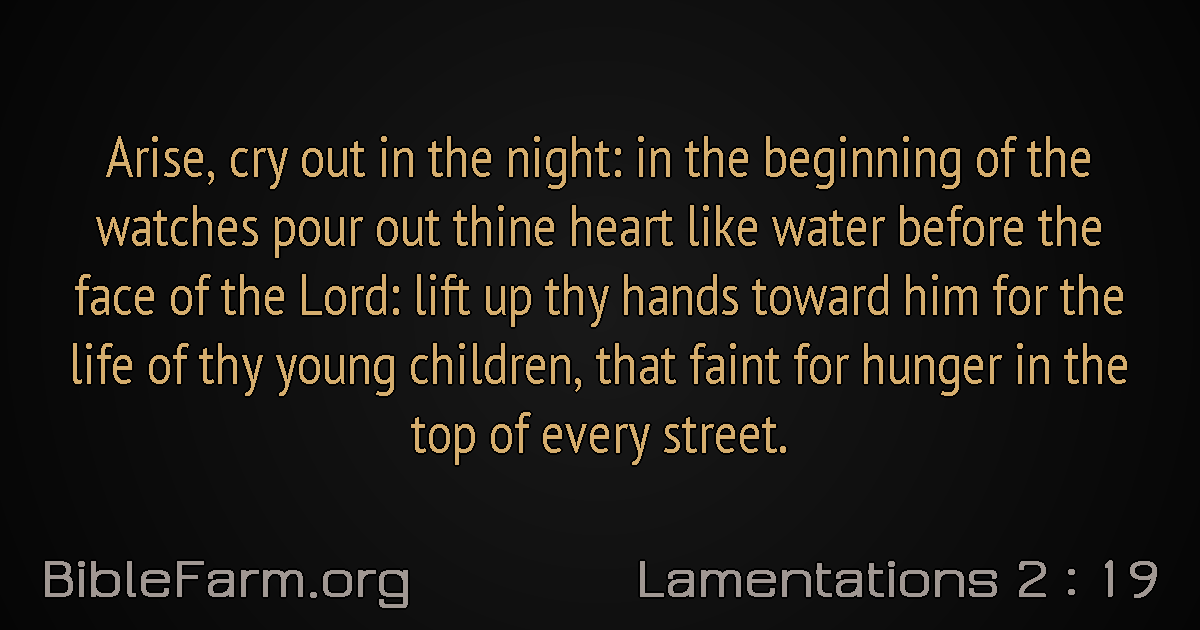 Arise, cry out in the night: in the beginning of the
watches pour out thine heart like water before the
face of the Lord: lift up thy hands toward him for the
life of thy young children, that faint for hunger in the
top of every street.
BibleFarm.org
Lamentations 2 : 19